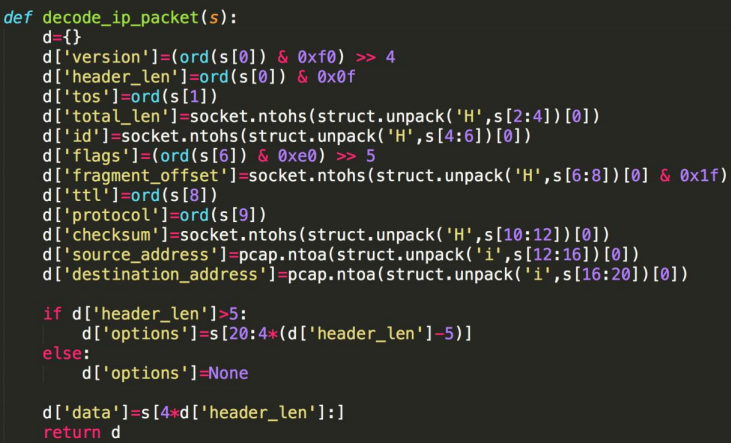 def decode_ip_packet(s):
    d={}
    d['version']=(ord(s[0]) & 0xf0) >> 4
    d['header_len']=ord(s[0]) & 0x0f
    d['tos']=ord(s[1])
    d['total_len']=socket.ntohs(struct.unpack('H',s[2:4])[0])
    d['id']=socket.ntohs(struct.unpack('H',s[4:6])[0])
    d['flags']=(ord(s[6]) & 0xe0) >> 5
    d['fragment_offset']=socket.ntohs(struct.unpack('H',s[6:8])[0] & 0x1f)
    d['ttl']=ord(s[8])
    d['protocol']=ord(s[9])
    d['checksum']=socket.ntohs(struct.unpack('H',s[10:12])[0])
    d['source_address']=pcap.ntoa(struct.unpack('i',s[12:16])[0])
    d['destination_address']=pcap.ntoa(struct.unpack('i',s[16:20])[0])

    if d['header_len']>5:
        d['options']=s[20:4*(d['header_len']-5)]
    else:
        d['options']=None

    d['data']=s[4*d['header_len']:]
    return d